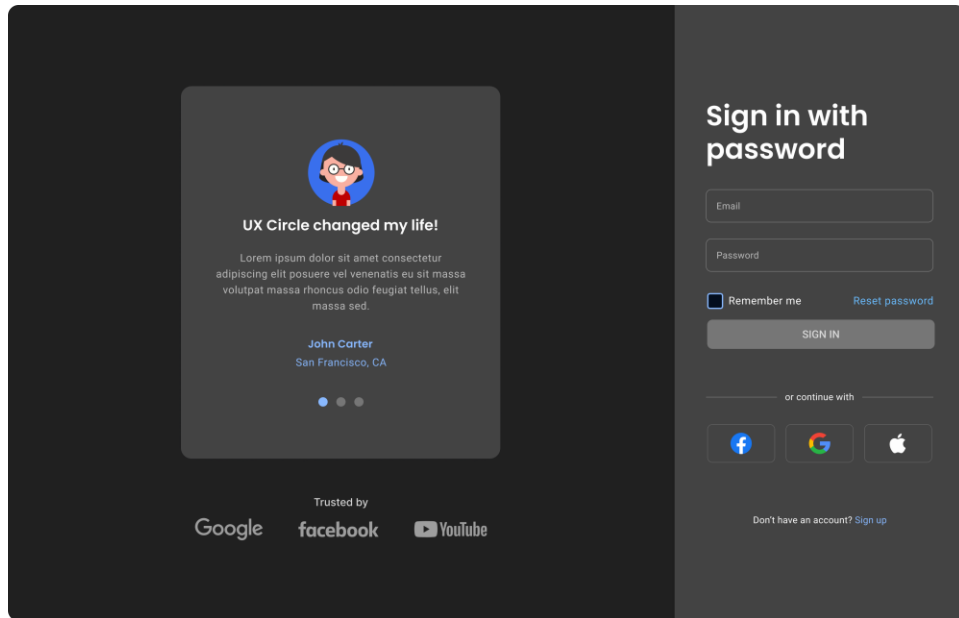 UX Circle changed my life!
Lorem ipsum dolor sit amet consectetur
adipiscing elit posuere vel venenatis eu sit massa
volutpat massa rhoncus odio feugiat tellus, elit
massa sed.
John Carter
San Francisco, CA
Trusted by
Google facebook YouTube
Sign in with
password
Email
Password
Remember me Reset password
SIGN IN
or continue with
Don't have an account? Sign up